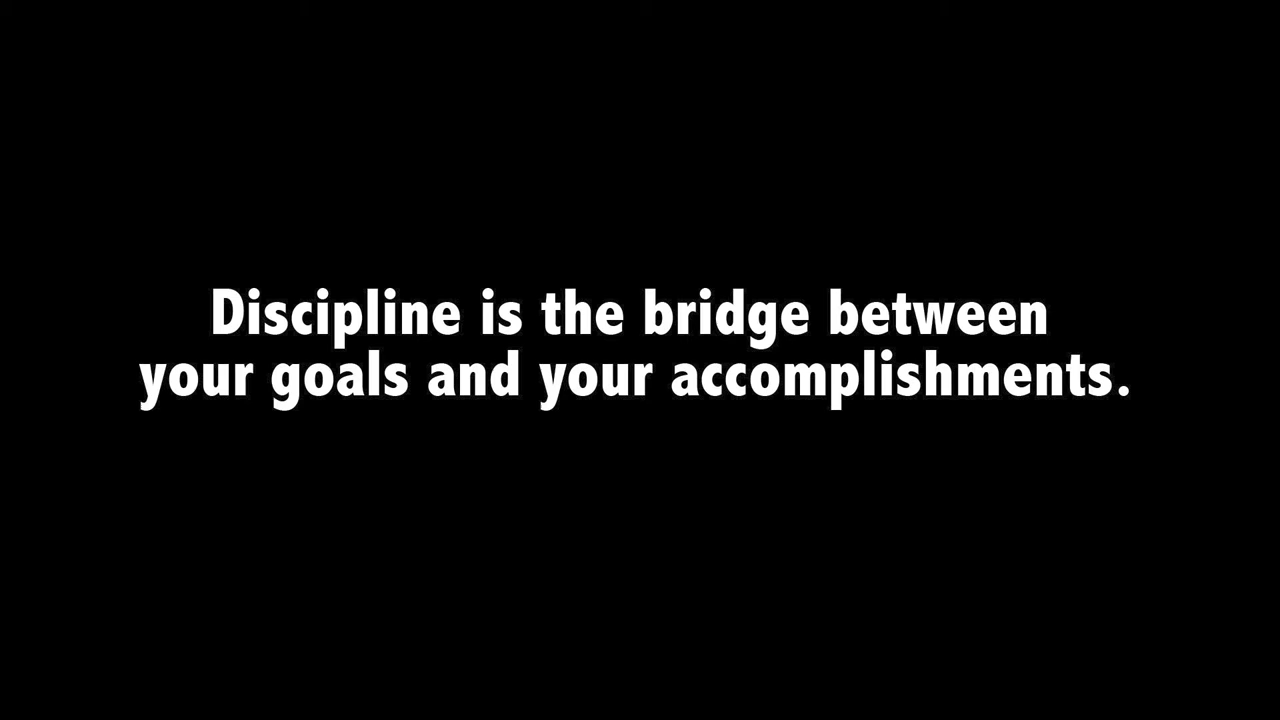 Discipline is the bridge between
your goals and your accomplishments.